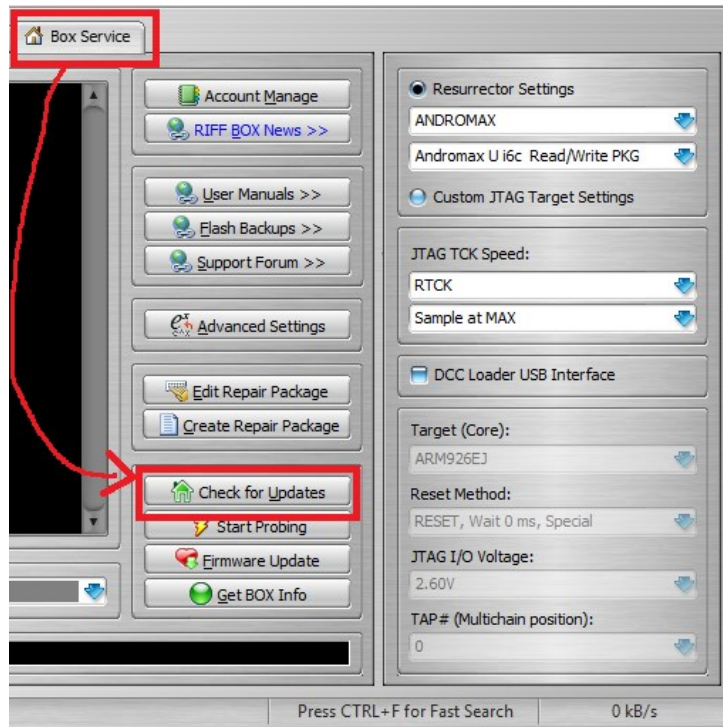 Box Service
Account Manage
RIFF BOX News >>
User Manuals >>
Flash Backups >>
Support Forum >>
Advanced Settings
Edit Repair Package
Create Repair Package
Check for Updates
Start Probing
Firmware Update
Get BOX Info
Resurrector Settings
ANDROMAX
Andromax U i6c Read/Write PKG
Custom JTAG Target Settings
JTAG TCK Speed:
RTCK
Sample at MAX
DCC Loader USB Interface
Target (Core):
ARM926EJ
Reset Method:
RESET, Wait 0 ms, Special
JTAG I/O Voltage:
2.60V
TAP# (Multichain position):
0
Press CTRL+F for Fast Search
0 kB/s